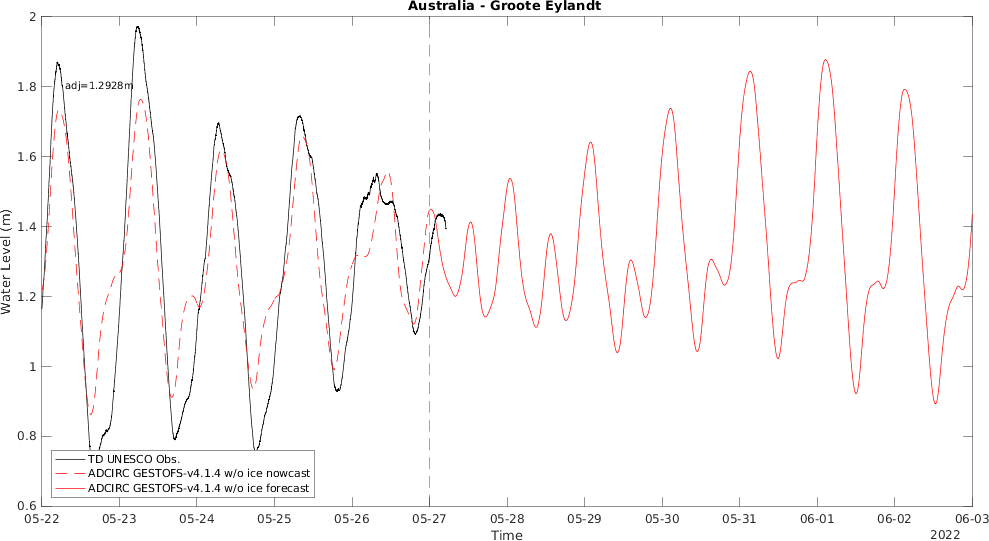 Australia - Groote Eylandt
adj=1.2928m
Water Level (m)
2
1.8
1.6
1.4
1.2
1
0.8
0.6
TD UNESCO Obs.
ADCIRC GESTOFS-v4.1.4 w/o ice nowcast
ADCIRC GESTOFS-v4.1.4 w/o ice forecast
05-22 05-23 05-24 05-25 05-26 05-27 05-28 05-29 05-30 05-31 06-01 06-02 06-03
Time
2022